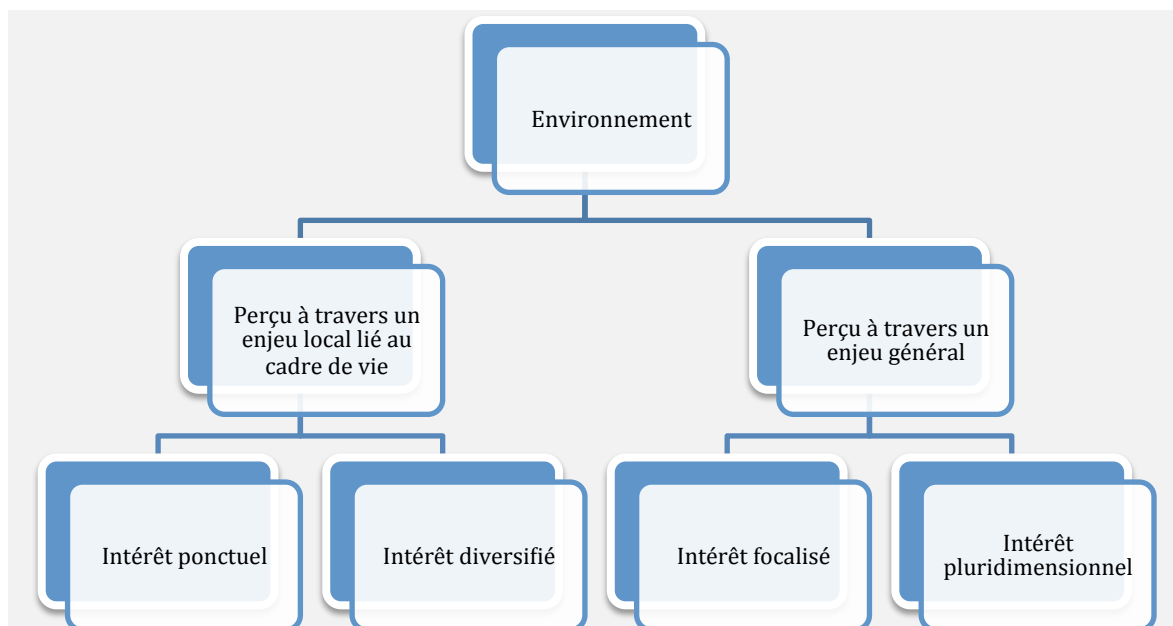 Environnement
Perçu à travers un
enjeu local lié au
cadre de vie
Perçu à travers un
enjeu général
Intérêt ponctuel
Intérêt diversifié
Intérêt focalisé
Intérêt
pluridimensionnel